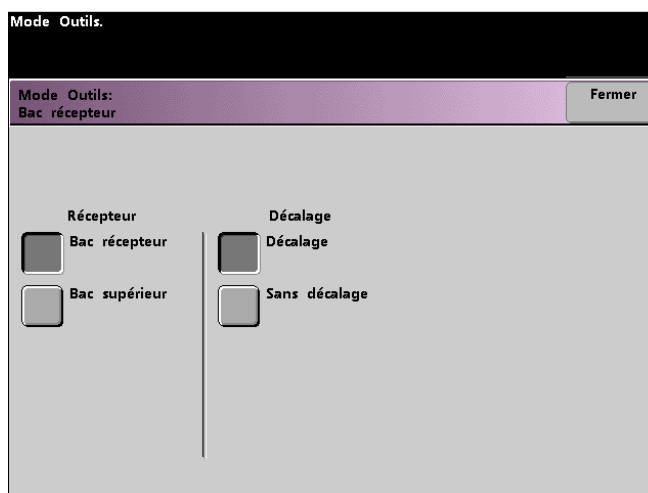 Mode Outils.
Mode Outils:
Bac récepteur
Fermer
Récepteur
Bac récepteur
Bac supérieur
Décalage
Décalage
Sans décalage